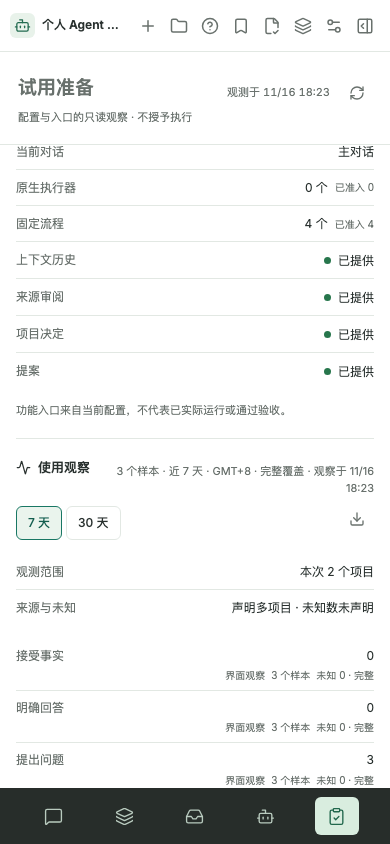 个人 Agent ...
试用准备
观测于 11/16 18:23
配置与入口的只读观察 · 不授予执行
当前对话 主对话
原生执行器 0 个 已准入 0
固定流程 4 个 已准入 4
上下文历史 已提供
来源审阅 已提供
项目决定 已提供
提案 已提供
功能入口来自当前配置，不代表已实际运行或通过验收。
使用观察 3 个样本 · 近 7 天 · GMT+8 · 完整覆盖 · 观察于 11/16
18:23
7 天 30 天
观测范围 本次 2 个项目
来源与未知 声明多项目 · 未知数未声明
接受事实 0
界面观察 3 个样本 未知 0 · 完整
明确回答 0
界面观察 3 个样本 未知 0 · 完整
提出问题 3
界面观察 3 个样本 未知 0 · 完整